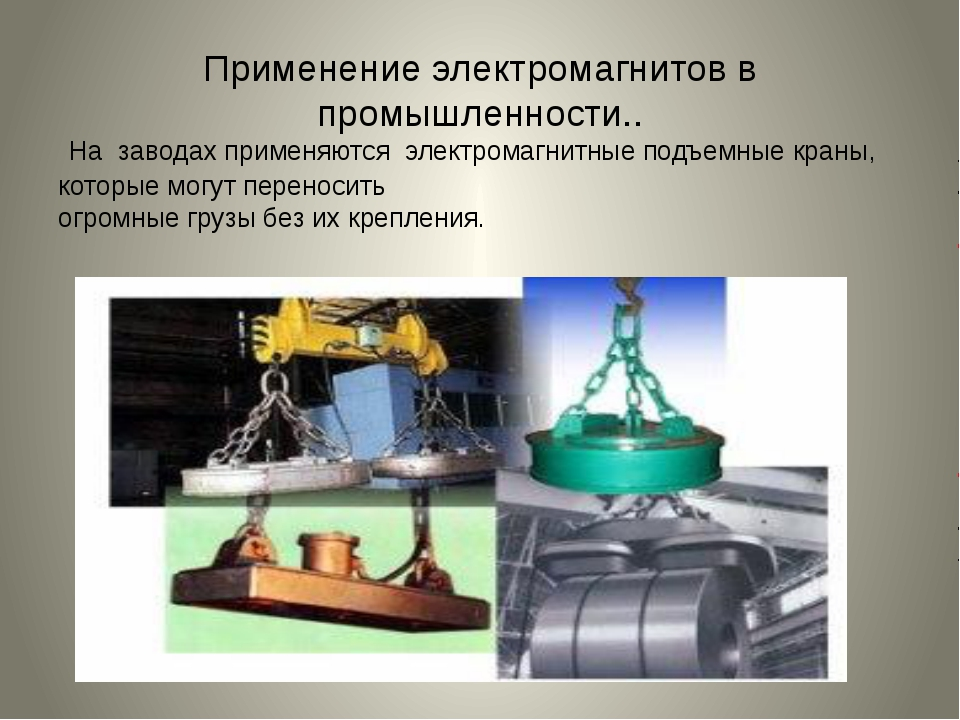 Применение электромагнитов в
промышленности..
На заводах применяются электромагнитные подъемные краны,
которые могут переносить
огромные грузы без их крепления.